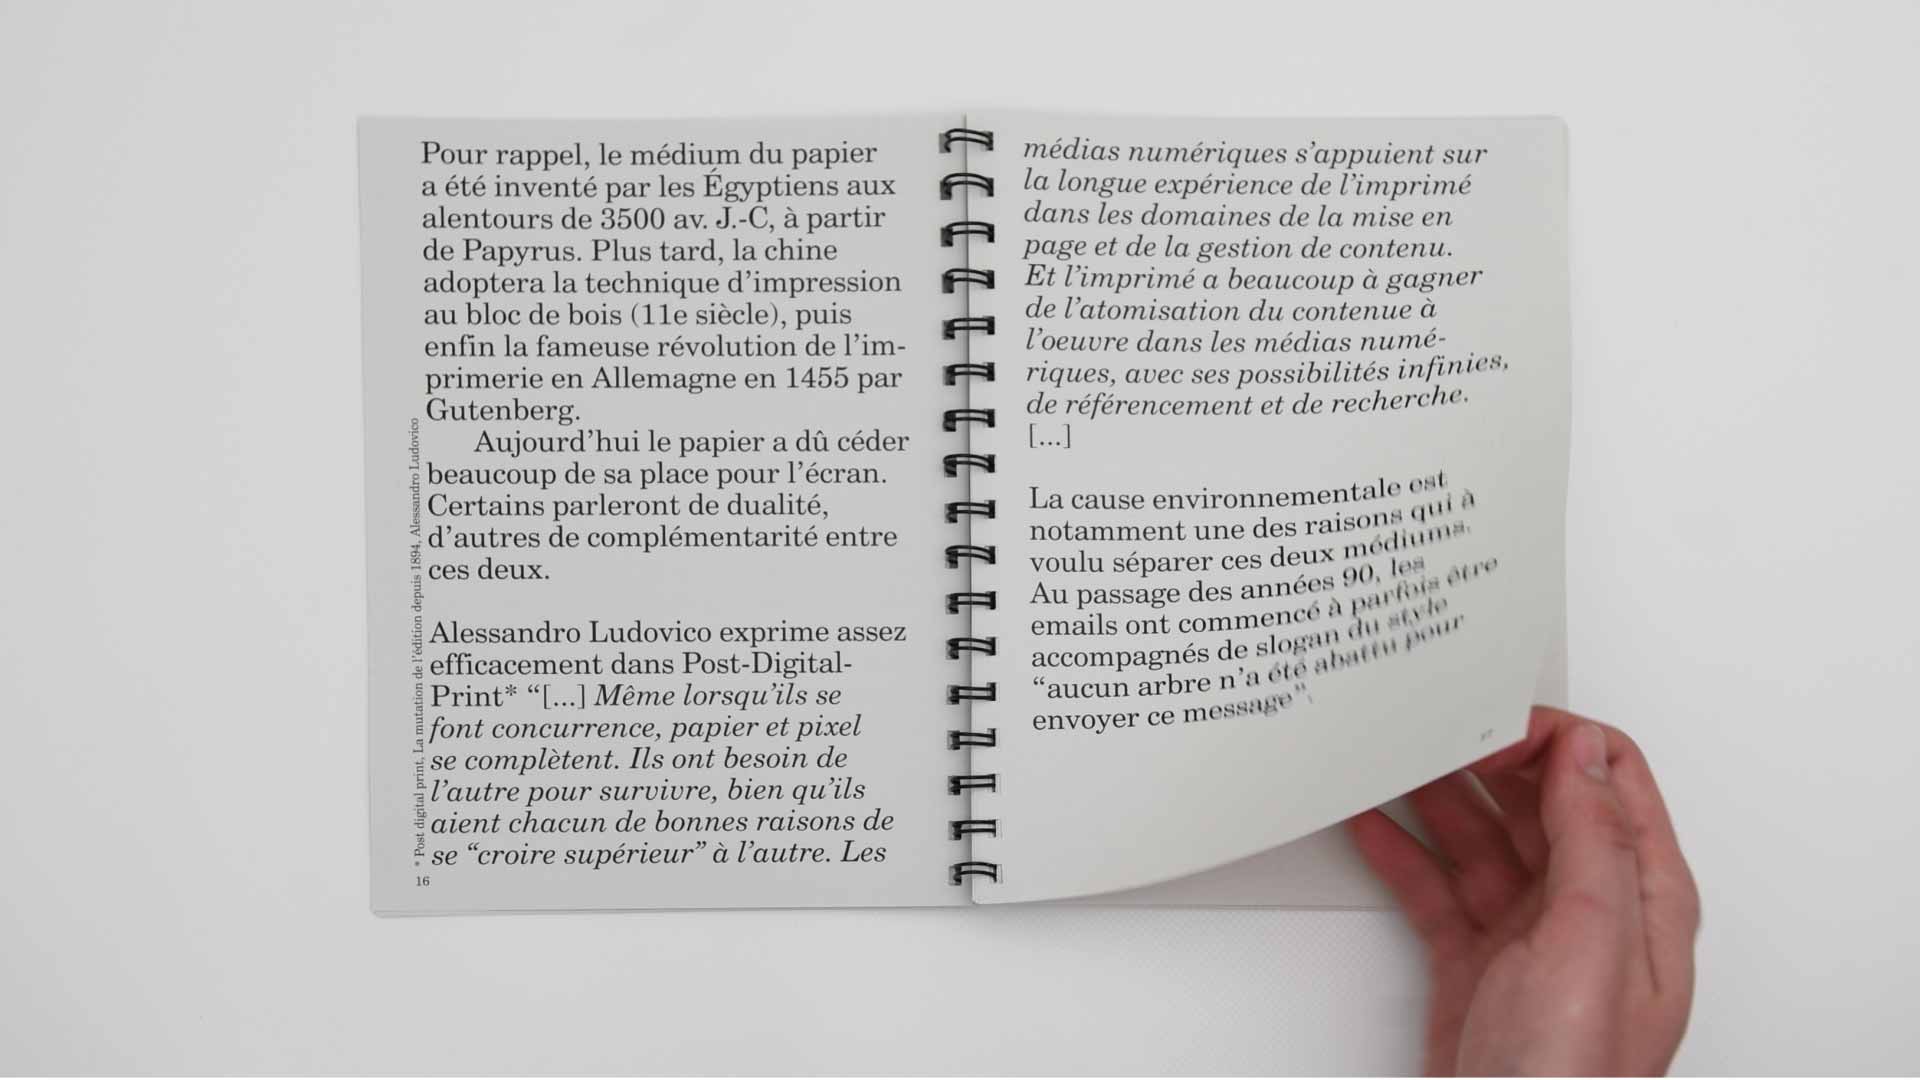 Pour rappel, le médium du papier
a été inventé par les Égyptiens aux
alentours de 3500 av. J.-C, à partir
de Papyrus. Plus tard, la chine
adoptera la technique d’impression
au bloc de bois (11e siècle), puis
enfin la fameuse révolution de l’im-
primerie en Allemagne en 1455 par
Gutenberg.
Aujourd’hui le papier a dû céder
beaucoup de sa place pour l’écran.
Certains parleront de dualité,
d’autres de complémentarité entre
ces deux.
Alessandro Ludovico exprime assez
efficacement dans Post-Digital-
Print* “[...] Même lorsqu’ils se
font concurrence, papier et pixel
se complètent. Ils ont besoin de
l’autre pour survivre, bien qu’ils
aient chacun de bonnes raisons de
se “croire supérieur” à l’autre. Les
* Post digital print, La mutation de l’édition depuis 1894, Alessandro Ludovico
16
médias numériques s’appuient sur
la longue expérience de l’imprimé
dans les domaines de la mise en
page et de la gestion de contenu.
Et l’imprimé a beaucoup à gagner
de l’atomisation du contenue à
l’oeuvre dans les médias numé-
riques, avec ses possibilités infinies,
de référencement et de recherche.
[...]
La cause environnementale est
notamment une des raisons qui à
voulu séparer ces deux médiums.
Au passage des années 90, les
emails ont commencé à parfois être
accompagnés de slogan du style
“aucun arbre n’a été abattu pour
envoyer ce message”.